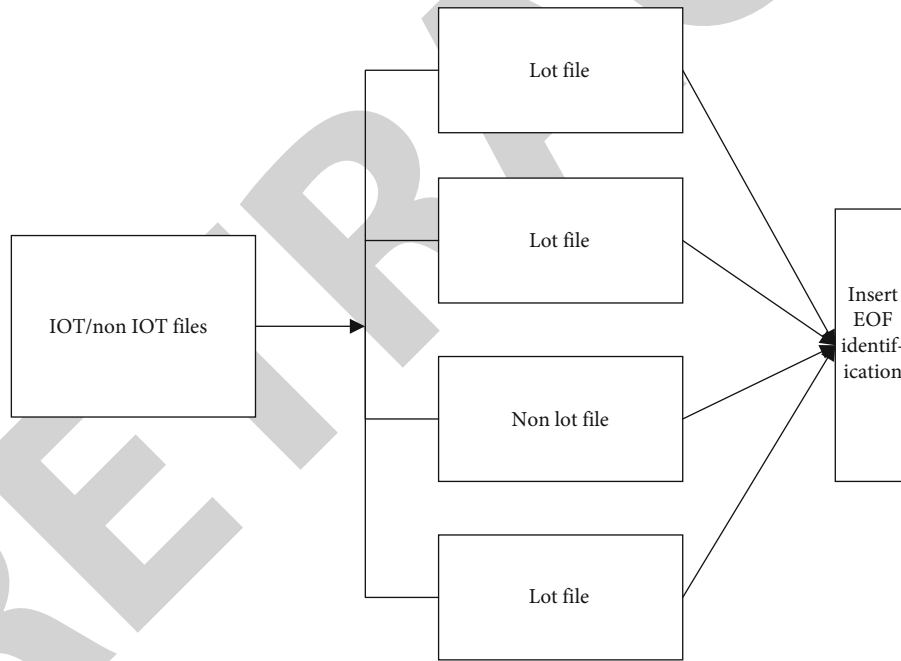 Lot file
Lot file
IOT/non IOT files
Insert
EOF
identif-
ication
Non lot file
Lot file